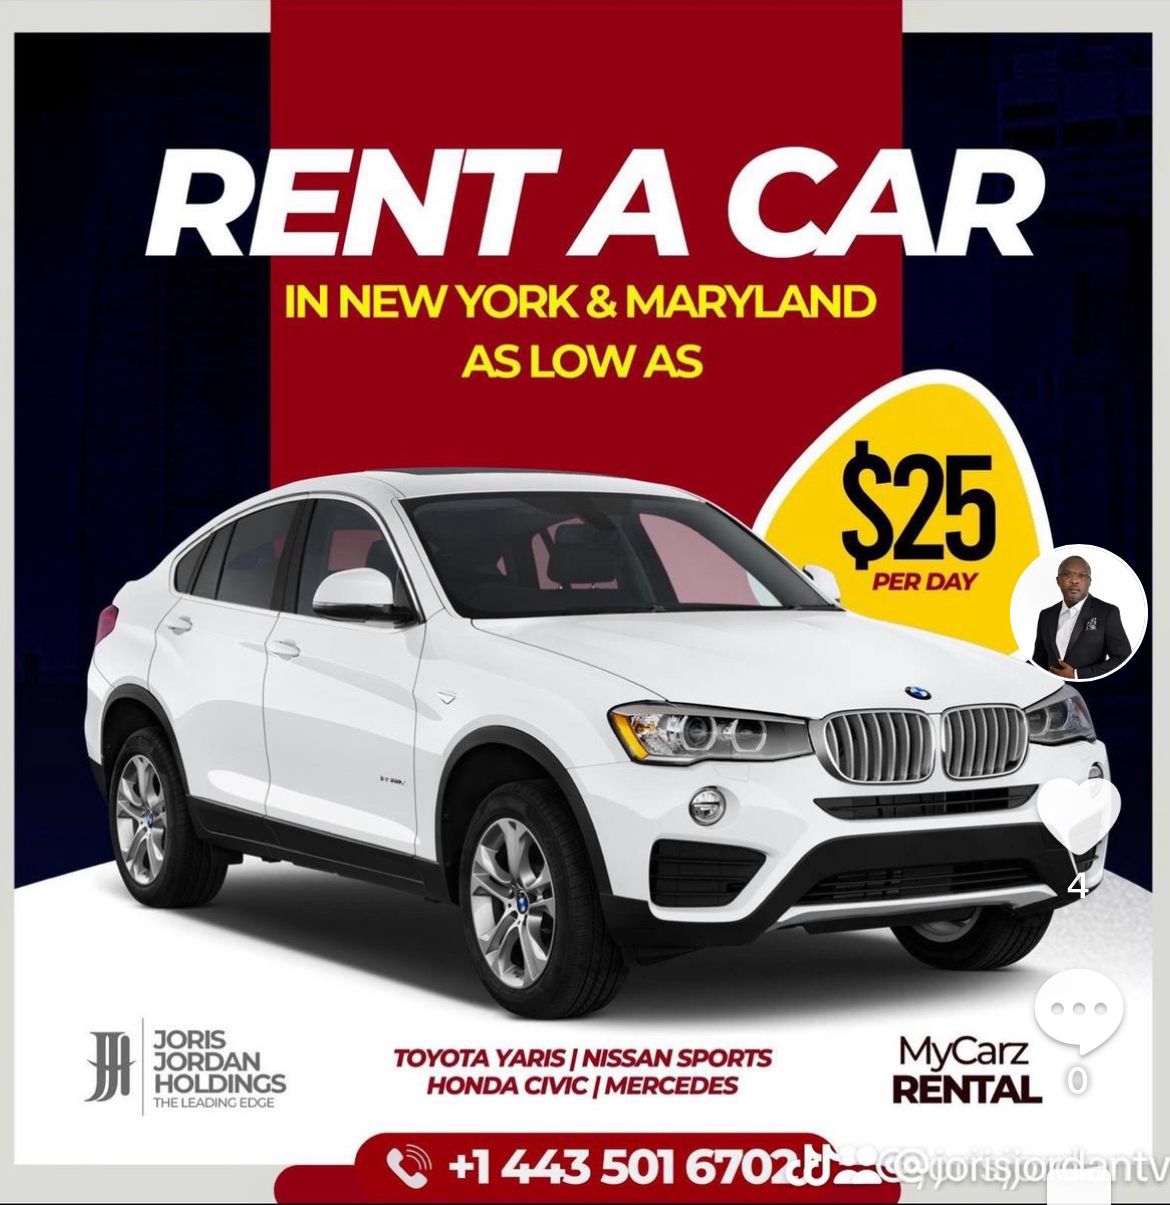 RENT A CAR
IN NEW YORK & MARYLAND
AS LOW AS
$25
PER DAY
4
0
JORIS
JORDAN
HOLDINGS
THE LEADING EDGE
TOYOTA YARIS | NISSAN SPORTS
HONDA CIVIC | MERCEDES
MyCarz
RENTAL
+1 443 501 6702
@jorisjordantv